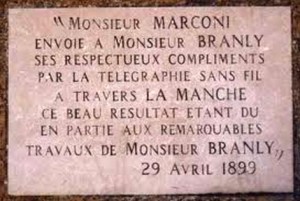 “ MONSIEUR MARCONI
ENVOIE A MONSIEUR BRANLY
SES RESPECTUEUX COMPLIMENTS
PAR LA TELEGRAPHIE SANS FIL
A TRAVERS LA MANCHE
CE BEAU RESULTAT ETANT DU
EN PARTIE AUX REMARQUABLES
TRAVAUX DE MONSIEUR BRANLY „
29 AVRIL 1899